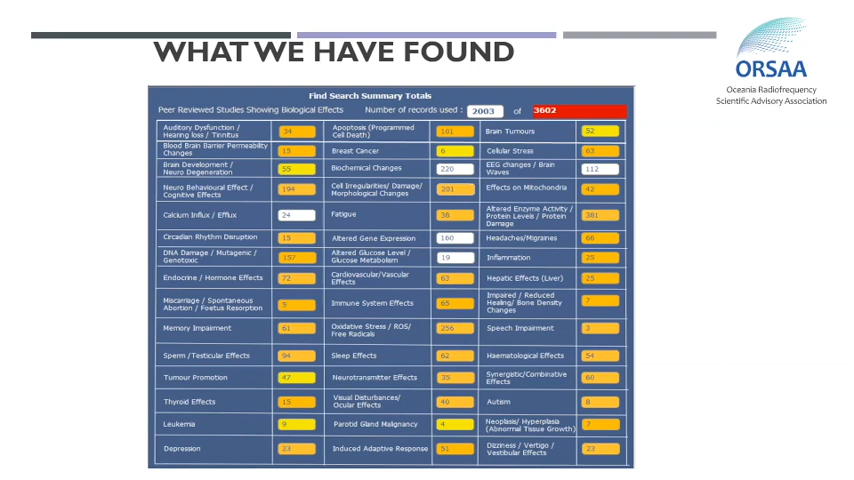 WHAT WE HAVE FOUND
ORSAA
Oceania Radiofrequency
Scientific Advisory Association
Find Search Summary Totals
Peer Reviewed Studies Showing Biological Effects Number of records used : 2003 of 3602
Auditory Dysfunction /
Hearing loss / Tinnitus
34
Apoptosis (Programmed
Cell Death)
101
Brain Tumours
52
Blood Brain Barrier Permeability
Changes
15
Breast Cancer
6
Cellular Stress
63
Brain Development /
Neuro Degeneration
55
Biochemical Changes
220
EEG changes / Brain
Waves
112
Neuro Behavioural Effect /
Cognitive Effects
194
Cell Irregularities/ Damage/
Morphological Changes
201
Effects on Mitochondria
42
Calcium Influx / Efflux
24
Fatigue
38
Altered Enzyme Activity /
Protein Levels / Protein
Damage
381
Circadian Rhythm Disruption
15
Altered Gene Expression
160
Headaches/Migraines
66
DNA Damage / Mutagenic /
Genotoxic
157
Altered Glucose Level /
Glucose Metabolism
19
Inflammation
25
Endocrine / Hormone Effects
72
Cardiovascular/Vascular
Effects
63
Hepatic Effects (Liver)
25
Miscarriage / Spontaneous
Abortion / Foetus Resorption
5
Immune System Effects
65
Impaired / Reduced
Healing/ Bone Density
Changes
7
Memory Impairment
61
Oxidative Stress / ROS/
Free Radicals
256
Speech Impairment
3
Sperm /Testicular Effects
94
Sleep Effects
62
Haematological Effects
54
Tumour Promotion
47
Neurotransmitter Effects
35
Synergistic/Combinative
Effects
60
Thyroid Effects
15
Visual Disturbances/
Ocular Effects
40
Autism
8
Leukemia
9
Parotid Gland Malignancy
4
Neoplasis/ Hyperplasia
(Abnormal Tissue Growth)
7
Depression
23
Induced Adaptive Response
51
Dizziness / Vertigo /
Vestibular Effects
23